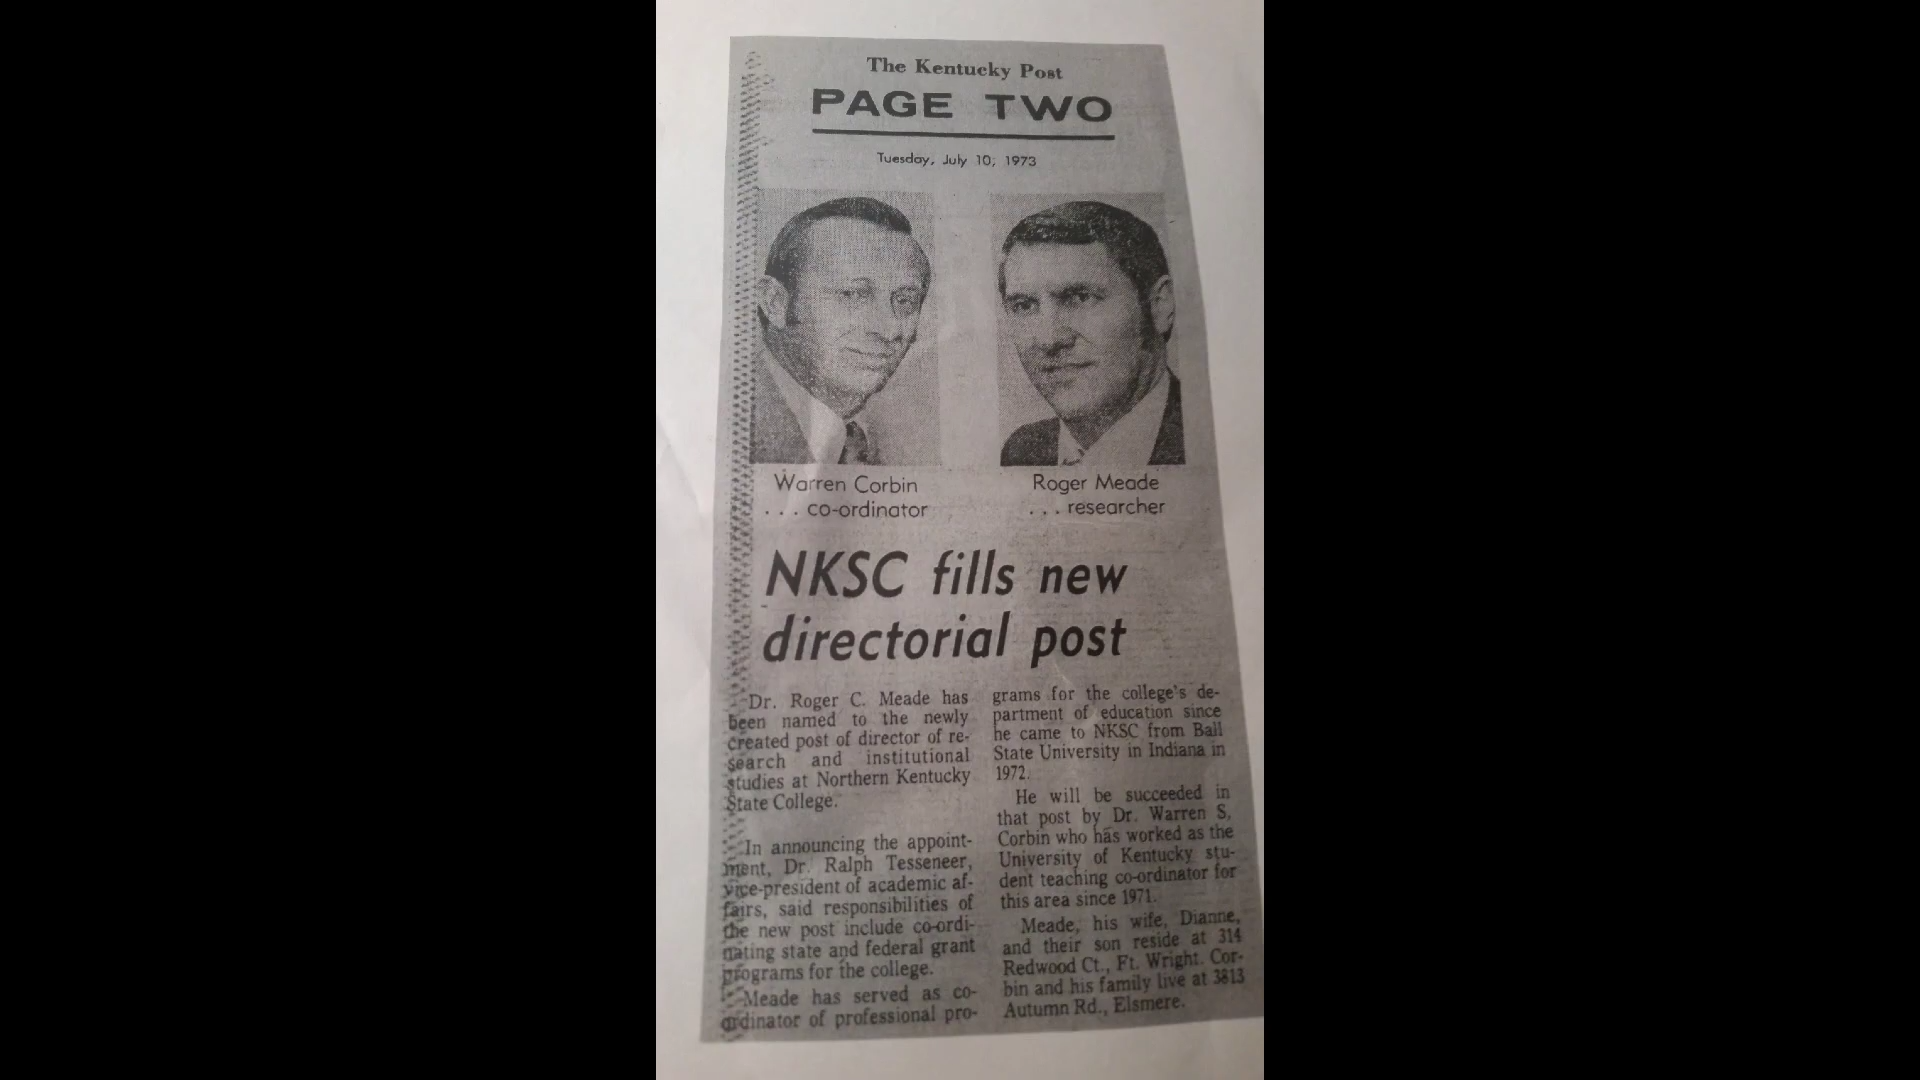 The Kentucky Post
PAGE TWO
Tuesday, July 10, 1973
Warren Corbin
. . . co-ordinator
Roger Meade
. . . researcher
NKSC fills new
directorial post
Dr. Roger C. Meade has
been named to the newly
created post of director of re-
search and institutional
studies at Northern Kentucky
State College.
In announcing the appoint-
ment, Dr. Ralph Tesseneer,
vice-president of academic af-
fairs, said responsibilities of
the new post include co-ordi-
nating state and federal grant
programs for the college.
Meade has served as co-
ordinator of professional pro-
grams for the college's de-
partment of education since
he came to NKSC from Ball
State University in Indiana in
1972.
He will be succeeded in
that post by Dr. Warren S.
Corbin who has worked as the
University of Kentucky stu-
dent teaching co-ordinator for
this area since 1971.
Meade, his wife, Dianne,
and their son reside at 314
Redwood Ct., Ft. Wright. Cor-
bin and his family live at 3813
Autumn Rd., Elsmere.